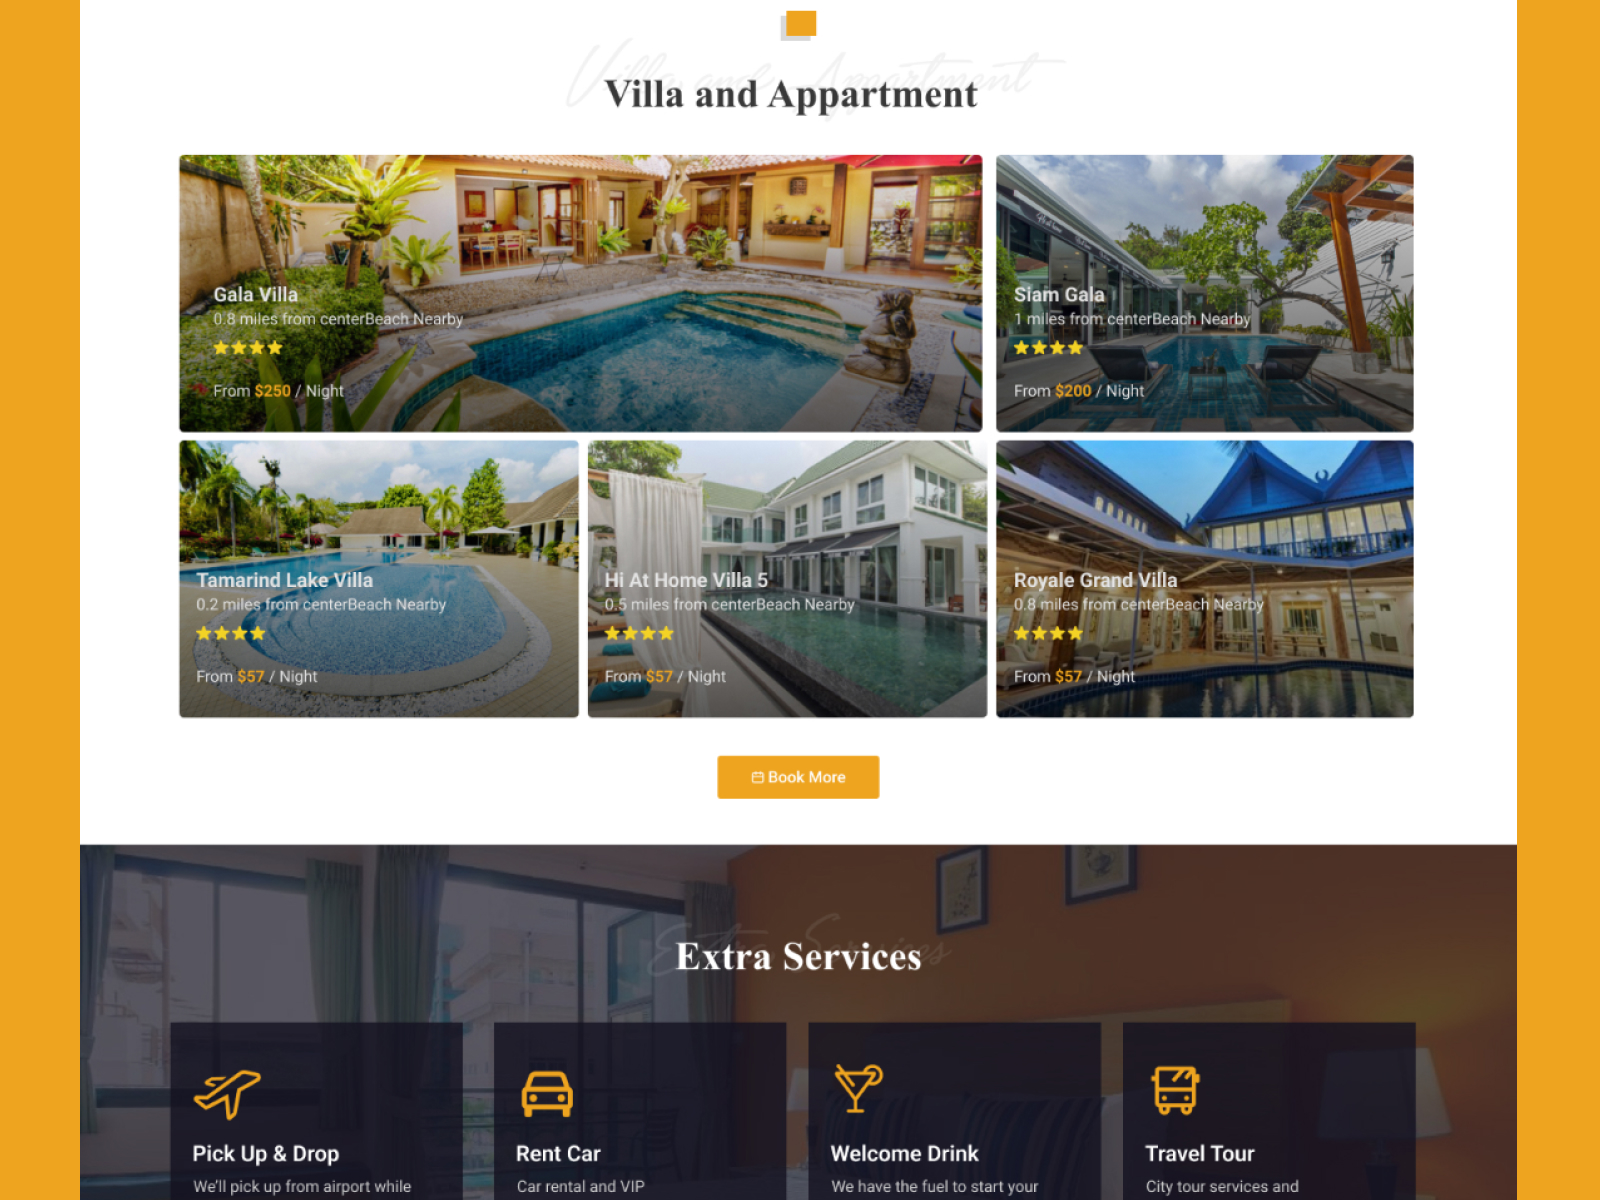 Villa and Appartment
Villa and Appartment
Gala Villa
0.8 miles from centerBeach Nearby
From $250 / Night
Siam Gala
1 miles from centerBeach Nearby
From $200 / Night
Tamarind Lake Villa
0.2 miles from centerBeach Nearby
From $57 / Night
Hi At Home Villa 5
0.5 miles from centerBeach Nearby
From $57 / Night
Royale Grand Villa
0.8 miles from centerBeach Nearby
From $57 / Night
Book More
Extra Services
Extra Services
Pick Up & Drop
We'll pick up from airport while
Rent Car
Car rental and VIP
Welcome Drink
We have the fuel to start your
Travel Tour
City tour services and